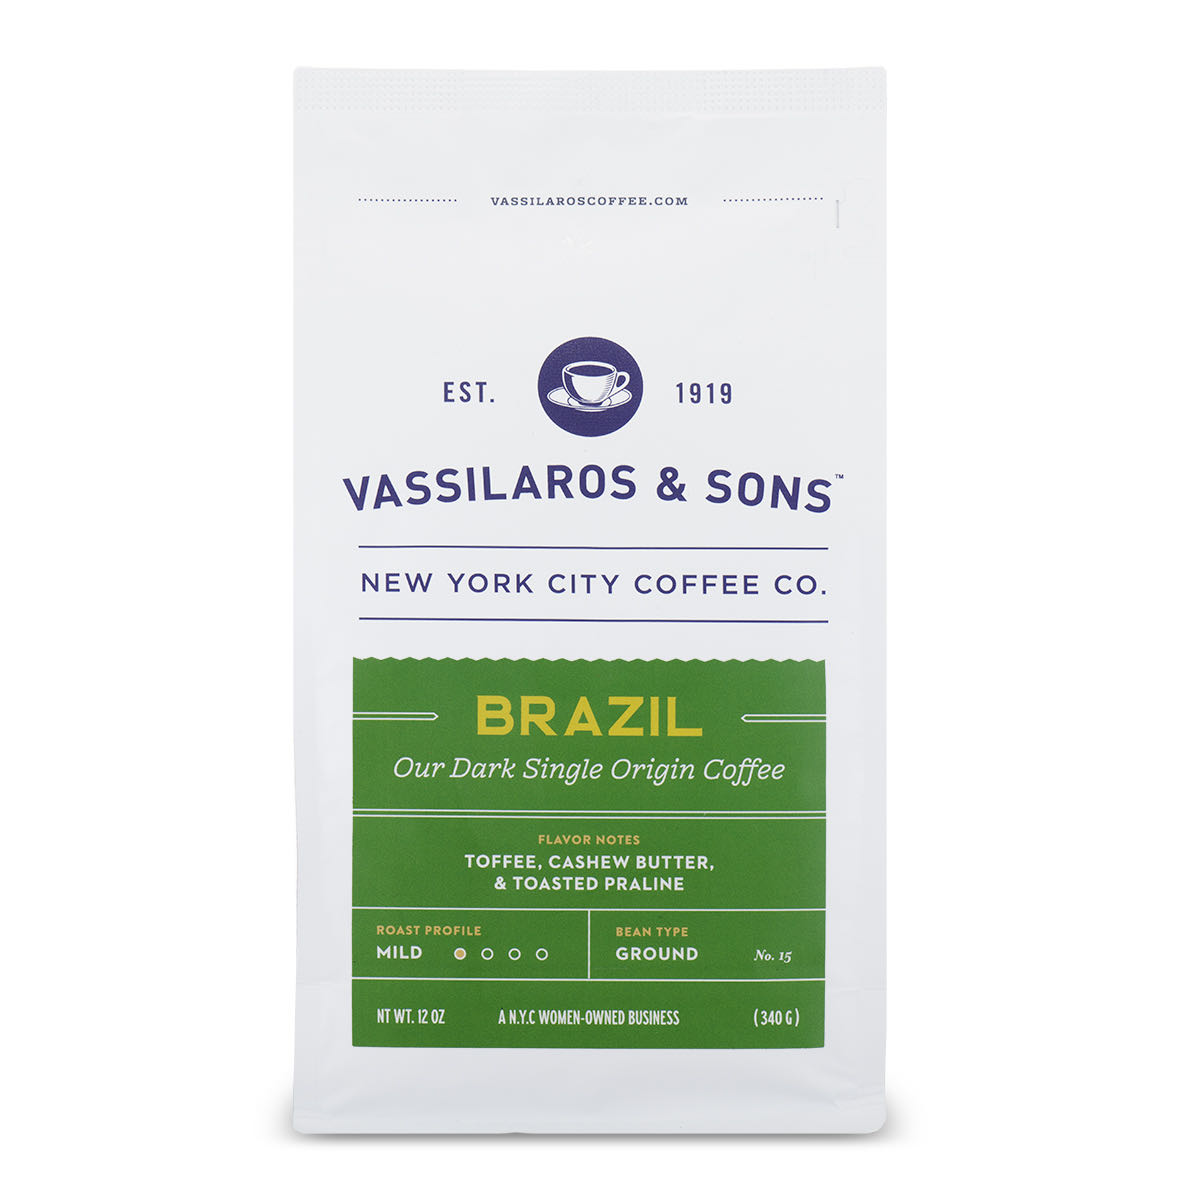 VASSILAROSCOFFEE.COM
EST. 1919
VASSILAROS & SONS™
NEW YORK CITY COFFEE CO.
BRAZIL
Our Dark Single Origin Coffee
FLAVOR NOTES
TOFFEE, CASHEW BUTTER,
& TOASTED PRALINE
ROAST PROFILE
MILD
BEAN TYPE
GROUND No. 15
NT WT. 12 OZ A N.Y.C WOMEN-OWNED BUSINESS (340 G)